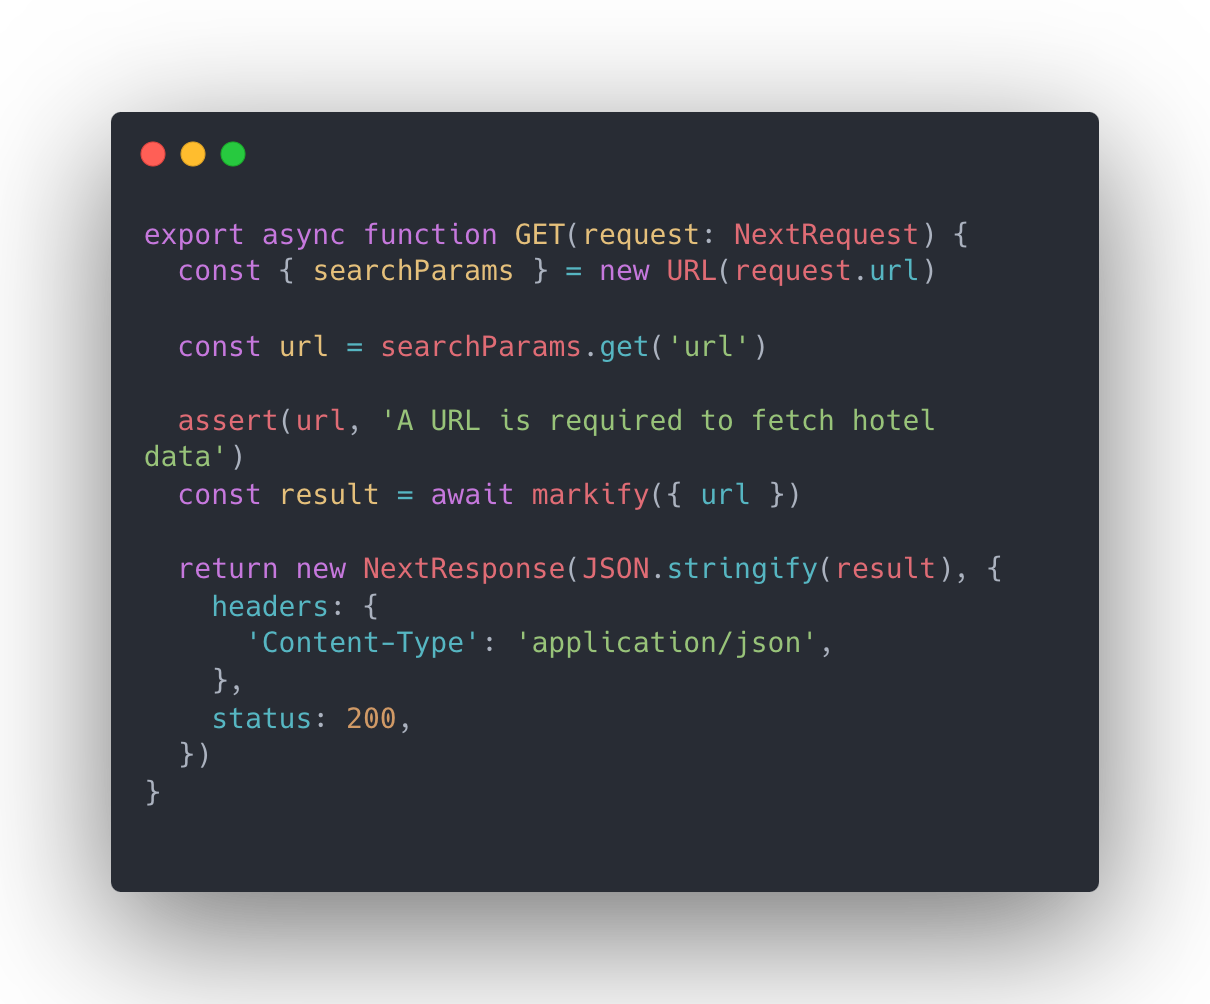 export async function GET(request: NextRequest) {
  const { searchParams } = new URL(request.url)

  const url = searchParams.get('url')

  assert(url, 'A URL is required to fetch hotel
data')
  const result = await markify({ url })

  return new NextResponse(JSON.stringify(result), {
    headers: {
      'Content-Type': 'application/json',
    },
    status: 200,
  })
}